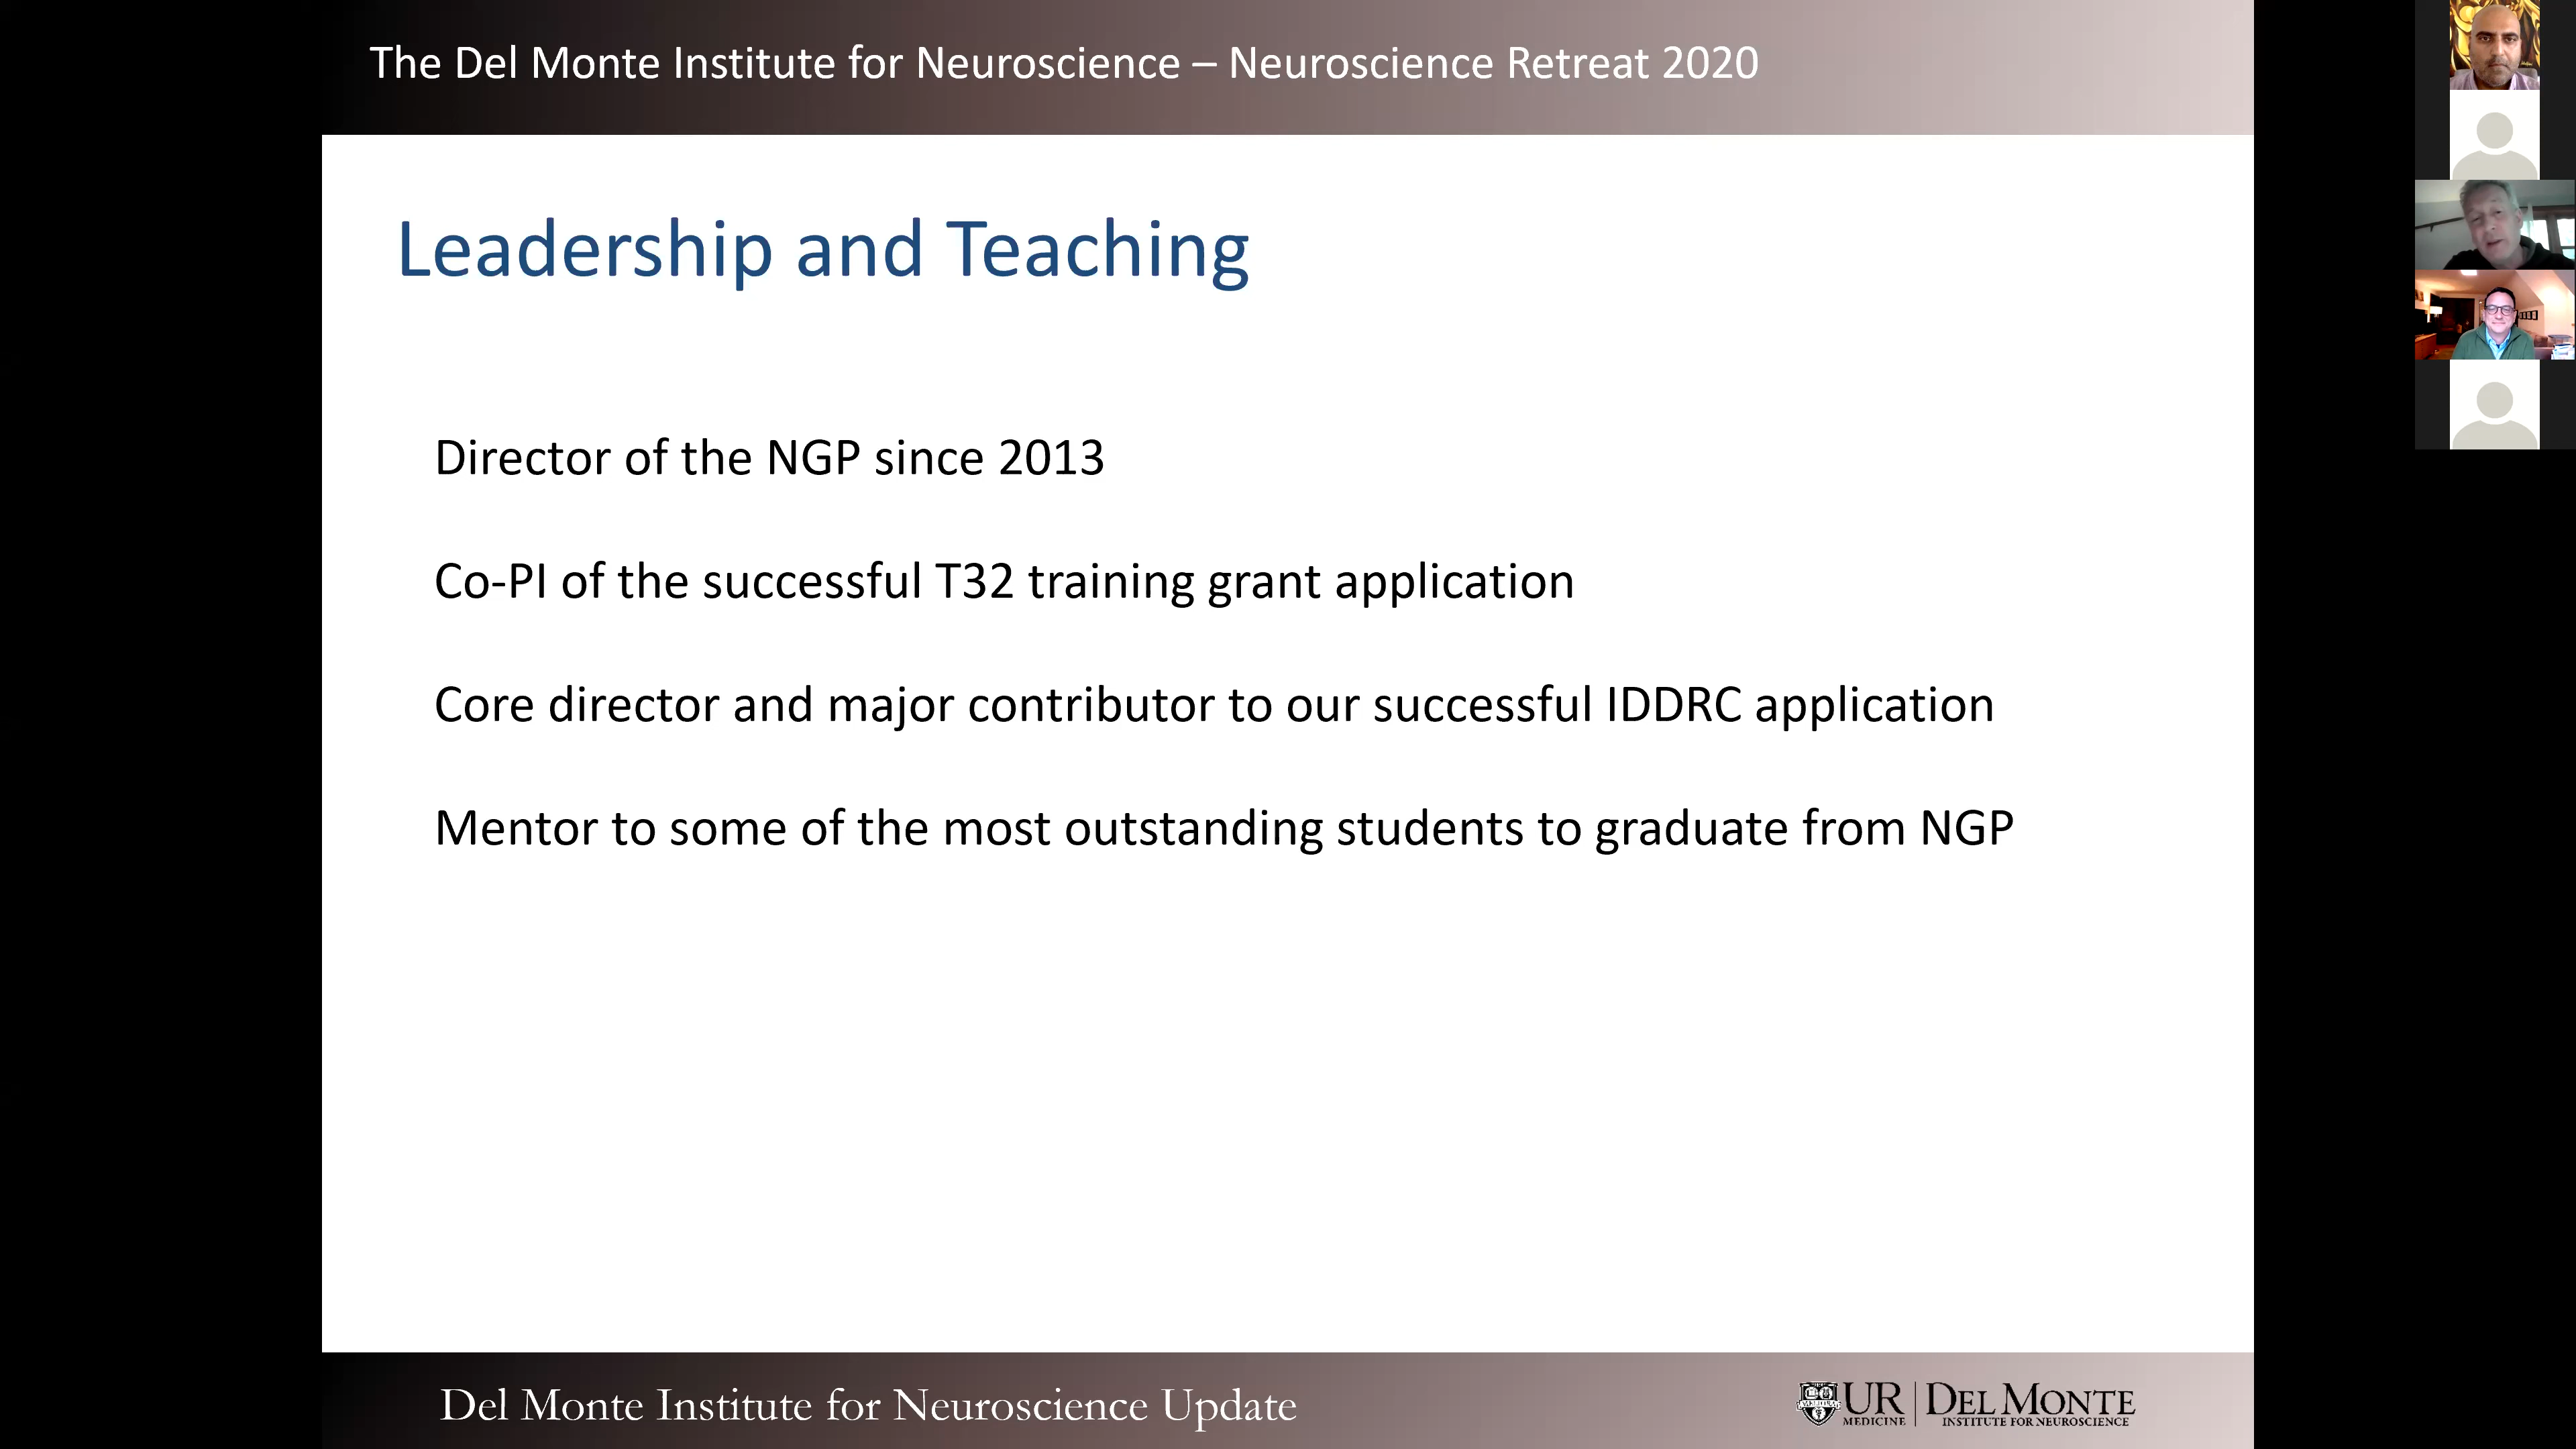 The Del Monte Institute for Neuroscience – Neuroscience Retreat 2020
Leadership and Teaching
Director of the NGP since 2013
Co-PI of the successful T32 training grant application
Core director and major contributor to our successful IDDRC application
Mentor to some of the most outstanding students to graduate from NGP
Del Monte Institute for Neuroscience Update
UR MEDICINE
DEL MONTE
INSTITUTE FOR NEUROSCIENCE